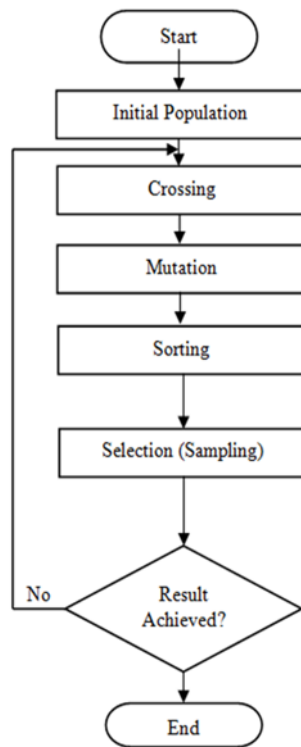 Start
Initial Population
Crossing
Mutation
Sorting
Selection (Sampling)
No
Result
Achieved?
End